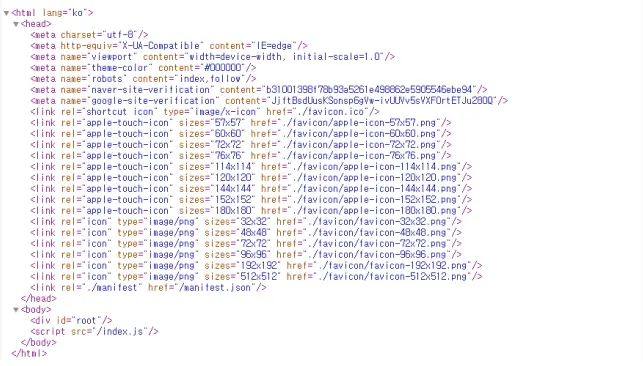 ▼<html lang="ko">
▼<head>
<meta charset="utf-8"/>
<meta http-equiv="X-UA-Compatible" content="IE=edge"/>
<meta name="viewport" content="width=device-width, initial-scale=1.0"/>
<meta name="theme-color" content="#000000"/>
<meta name="robots" content="index,follow"/>
<meta name="naver-site-verification" content="b31001398f78b93a5261e498862e5905546ebe94"/>
<meta name="google-site-verification" content="JjftBsdUusKSonsp6gVw-ivUUVv5sVXFOrtETJu28QQ"/>
<link rel="shortcut icon" type="image/x-icon" href="./favicon.ico"/>
<link rel="apple-touch-icon" sizes="57x57" href="./favicon/apple-icon-57x57.png"/>
<link rel="apple-touch-icon" sizes="60x60" href="./favicon/apple-icon-60x60.png"/>
<link rel="apple-touch-icon" sizes="72x72" href="./favicon/apple-icon-72x72.png"/>
<link rel="apple-touch-icon" sizes="76x76" href="./favicon/apple-icon-76x76.png"/>
<link rel="apple-touch-icon" sizes="114x114" href="./favicon/apple-icon-114x114.png"/>
<link rel="apple-touch-icon" sizes="120x120" href="./favicon/apple-icon-120x120.png"/>
<link rel="apple-touch-icon" sizes="144x144" href="./favicon/apple-icon-144x144.png"/>
<link rel="apple-touch-icon" sizes="152x152" href="./favicon/apple-icon-152x152.png"/>
<link rel="apple-touch-icon" sizes="180x180" href="./favicon/apple-icon-180x180.png"/>
<link rel="icon" type="image/png" sizes="32x32" href="./favicon/favicon-32x32.png"/>
<link rel="icon" type="image/png" sizes="48x48" href="./favicon/favicon-48x48.png"/>
<link rel="icon" type="image/png" sizes="72x72" href="./favicon/favicon-72x72.png"/>
<link rel="icon" type="image/png" sizes="96x96" href="./favicon/favicon-96x96.png"/>
<link rel="icon" type="image/png" sizes="192x192" href="./favicon/favicon-192x192.png"/>
<link rel="icon" type="image/png" sizes="512x512" href="./favicon/favicon-512x512.png"/>
<link rel="./manifest" href="/manifest.json"/>
</head>
▼<body>
<div id="root"/>
<script src="/index.js"/>
</body>
</html>